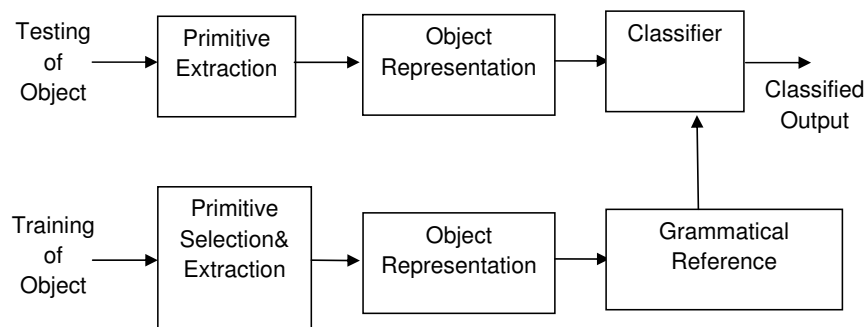 Testing
of
Object
Primitive
Extraction
Object
Representation
Classifier
Classified
Output
Training
of
Object
Primitive
Selection&
Extraction
Object
Representation
Grammatical
Reference